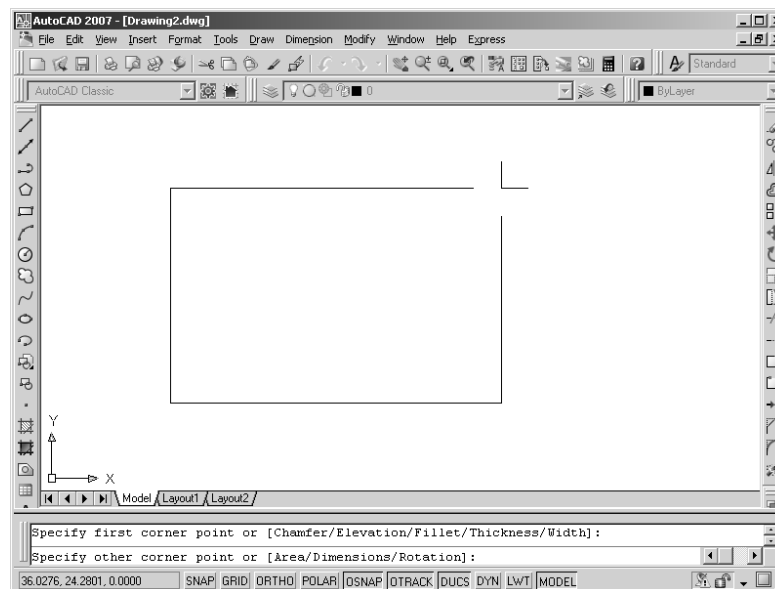 AutoCAD 2007 - [Drawing2.dwg]
File Edit View Insert Format Tools Draw Dimension Modify Window Help Express
Standard
AutoCAD Classic 0 ByLayer
Y
X
Model Layout1 Layout2
Specify first corner point or [Chamfer/Elevation/Fillet/Thickness/Width]:
Specify other corner point or [Area/Dimensions/Rotation]:
36.0276, 24.2801, 0.0000 SNAP GRID ORTHO POLAR OSNAP OTRACK DUCS DYN LWT MODEL